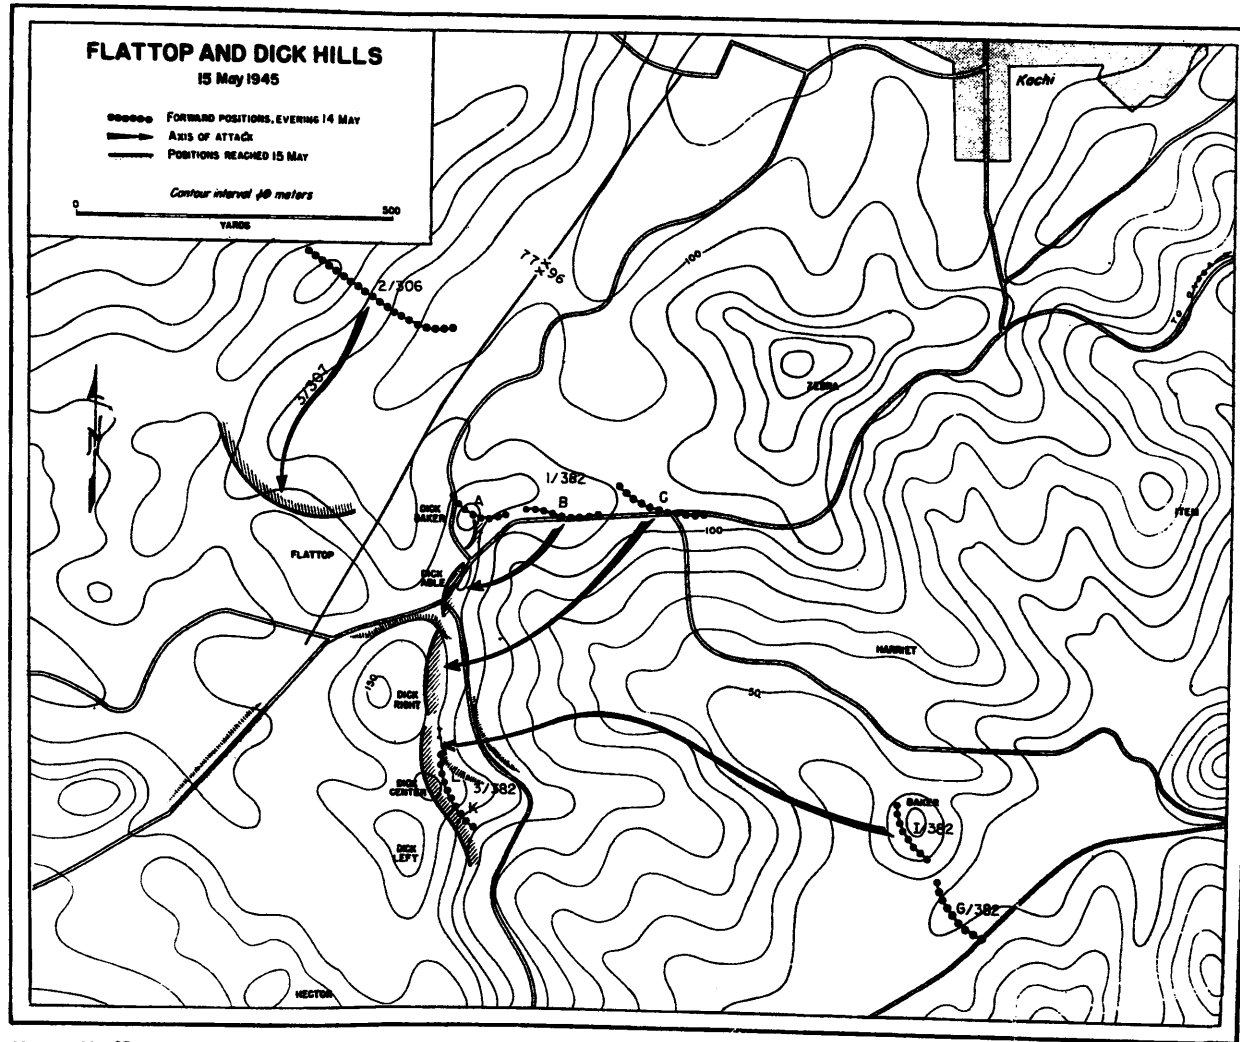 FLATTOP AND DICK HILLS
15 May 1945
FORWARD POSITIONS, EVENING 14 MAY
AXIS OF ATTACK
POSITIONS REACHED 15 MAY
Contour interval 10 meters
0 500
YARDS
Kochi
77 96
100
2/306
3/307
ZEBRA
1/382
A
B
C
DICK
BAKER
100
ITEM
FLATTOP
DICK
ABLE
HARRIET
150
DICK
RIGHT
50
L
3/382
K
DICK
CENTER
BAKER
I/382
DICK
LEFT
G/382
HECTOR